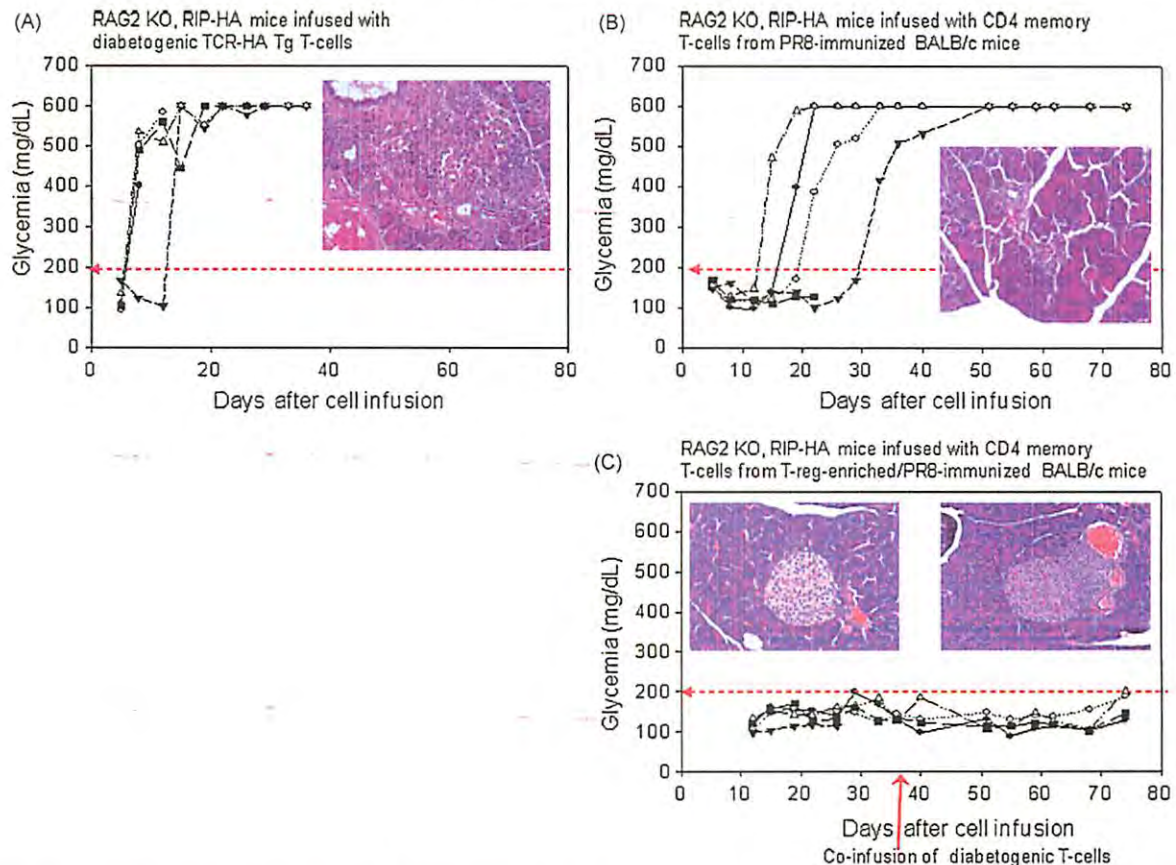 (A)
RAG2 KO, RIP-HA mice infused with
diabetogenic TCR-HA Tg T-cells
700
600
500
400
300
200
100
0
Glycemia (mg/dL)
0 20 40 60 80
Days after cell infusion
(B)
RAG2 KO, RIP-HA mice infused with CD4 memory
T-cells from PR8-immunized BALB/c mice
700
600
500
400
300
200
100
0
Glycemia (mg/dL)
0 10 20 30 40 50 60 70 80
Days after cell infusion
(C)
RAG2 KO, RIP-HA mice infused with CD4 memory
T-cells from T-reg-enriched/PR8-immunized BALB/c mice
700
600
500
400
300
200
100
0
Glycemia (mg/dL)
0 10 20 30 40 50 60 70 80
Days after cell infusion
Co-infusion of diabetogenic T-cells